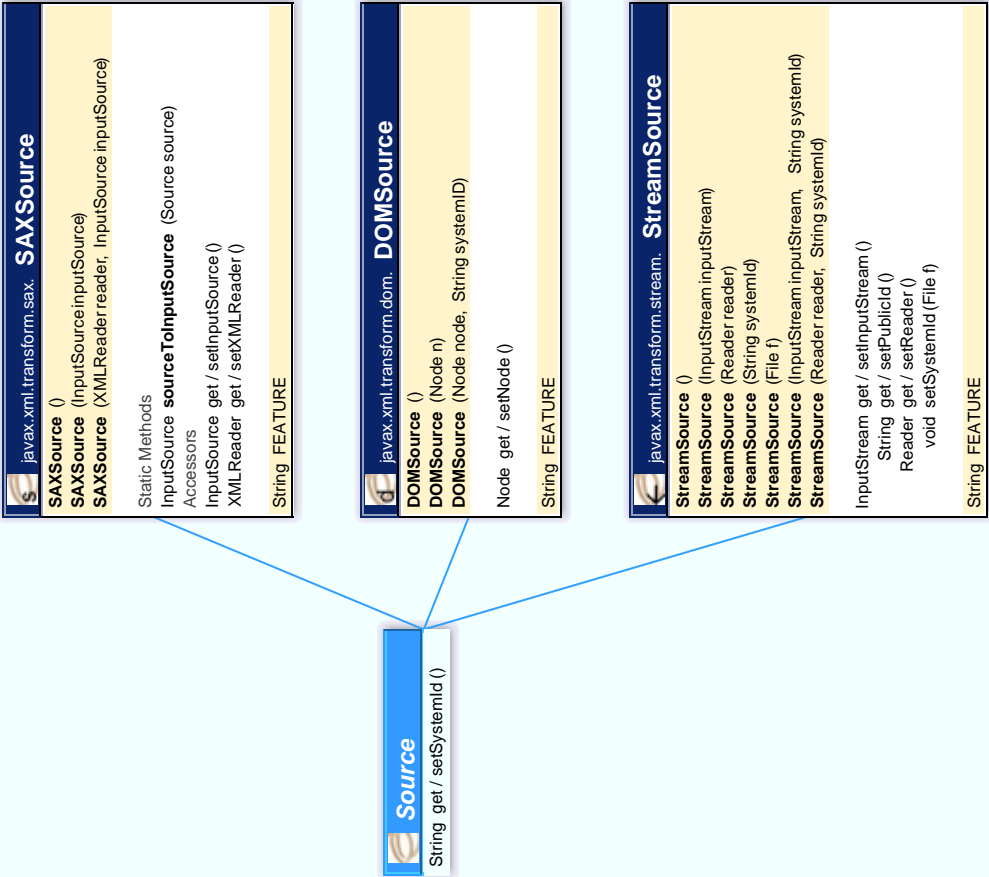 javax.xml.transform.sax. SAXSource
SAXSource ()
SAXSource (InputSource inputSource)
SAXSource (XMLReader reader, InputSource inputSource)
Static Methods
InputSource sourceToInputSource (Source source)
Accessors
InputSource get / setInputSource ()
XMLReader get / setXMLReader ()
String FEATURE
javax.xml.transform.dom. DOMSource
DOMSource ()
DOMSource (Node n)
DOMSource (Node node, String systemID)
Node get / setNode ()
String FEATURE
javax.xml.transform.stream. StreamSource
StreamSource ()
StreamSource (InputStream inputStream)
StreamSource (Reader reader)
StreamSource (String systemId)
StreamSource (File f)
StreamSource (InputStream inputStream, String systemId)
StreamSource (Reader reader, String systemId)
InputStream get / setInputStream ()
String get / setPublicId ()
Reader get / setReader ()
void setSystemId (File f)
String FEATURE
Source
String get / setSystemId ()